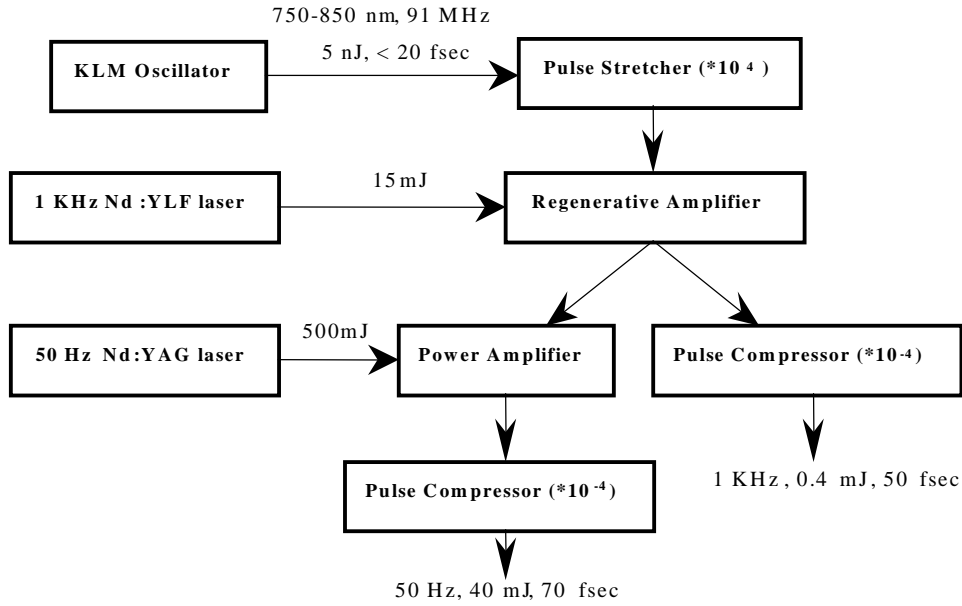 750-850 nm, 91 MHz
5 nJ, < 20 fsec
KLM Oscillator
Pulse Stretcher (*10 4 )
15mJ
1 KHz Nd :YLF laser
Regenerative Amplifier
500mJ
50 Hz Nd:YAG laser
Power Amplifier
Pulse Compressor (*10-4)
1 KHz , 0.4 mJ, 50 fsec
Pulse Compressor (*10-4)
50 Hz, 40 mJ, 70 fsec